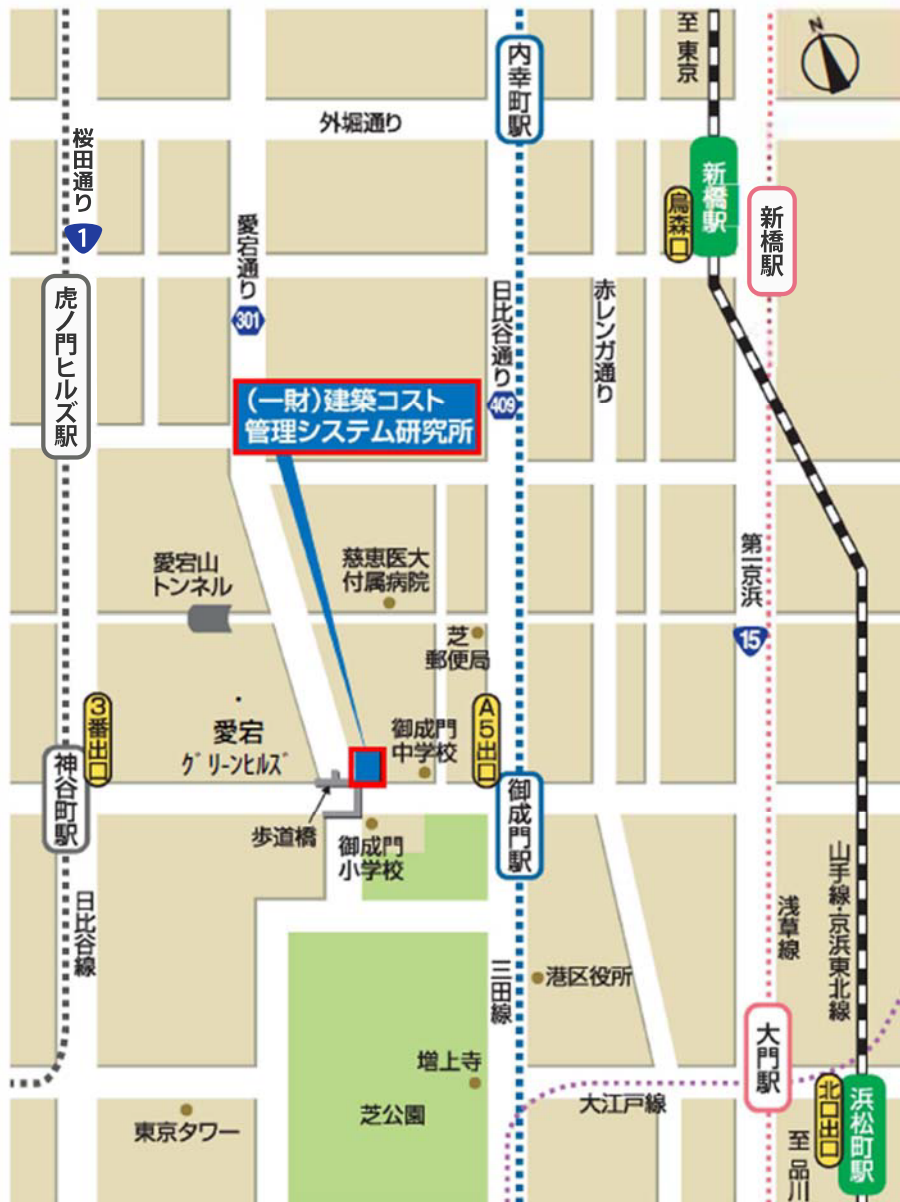 至 東京
N
内幸町駅
外堀通り
桜田通り
1
新橋駅
烏森口
新橋駅
愛宕通り
301
虎ノ門ヒルズ駅
日比谷通り
409
赤レンガ通り
(一財)建築コスト
管理システム研究所
愛宕山
トンネル
慈恵医大
付属病院
第一京浜
15
芝
郵便局
3番出口
愛宕
グリーンヒルズ
御成門
中学校
A5出口
神谷町駅
御成門駅
歩道橋
御成門
小学校
日比谷線
三田線
港区役所
浅草線
山手線・京浜東北線
大門駅
増上寺
大江戸線
芝公園
東京タワー
北口出口
浜松町駅
至 品川